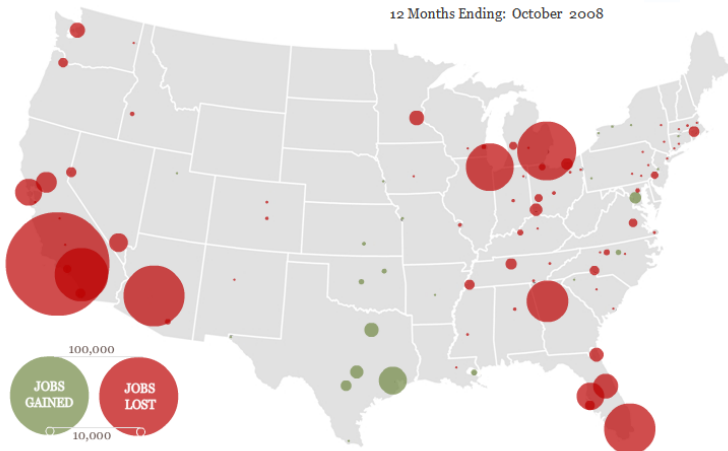 12 Months Ending: October 2008
100,000
JOBS
GAINED
JOBS
LOST
10,000